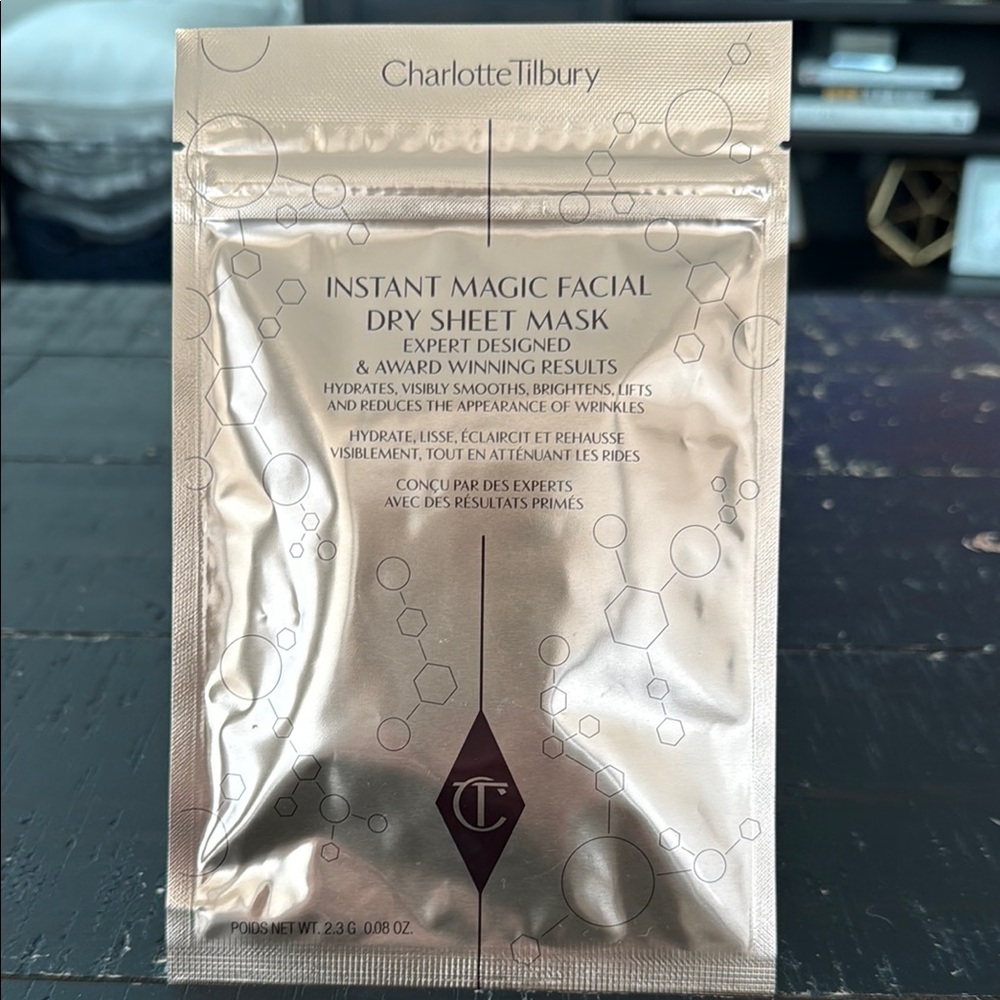 CharlotteTilbury
INSTANT MAGIC FACIAL
DRY SHEET MASK
EXPERT DESIGNED
& AWARD WINNING RESULTS
HYDRATES, VISIBLY SMOOTHS, BRIGHTENS, LIFTS
AND REDUCES THE APPEARANCE OF WRINKLES
HYDRATE, LISSE, ÉCLAIRCIT ET REHAUSSE
VISIBLEMENT, TOUT EN ATTÉNUANT LES RIDES
CONÇU PAR DES EXPERTS
AVEC DES RÉSULTATS PRIMÉS
CT
POIDS NET WT. 2.3 G 0.08 OZ.